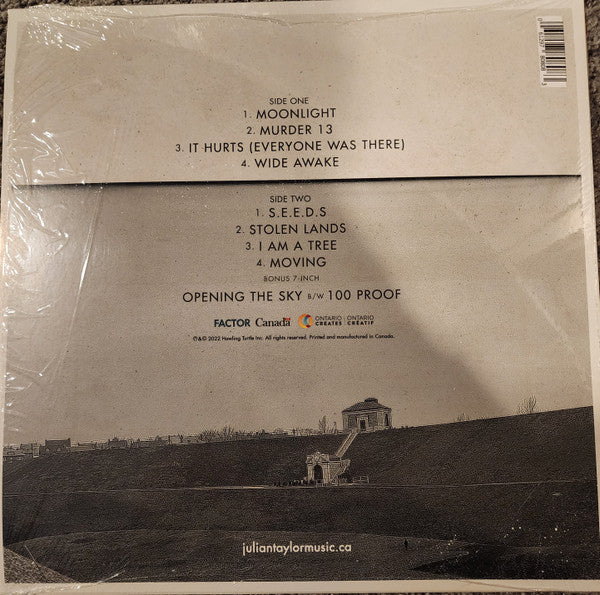 SIDE ONE
1. MOONLIGHT
2. MURDER 13
3. IT HURTS (EVERYONE WAS THERE)
4. WIDE AWAKE
SIDE TWO
1. S.E.E.D.S
2. STOLEN LANDS
3. I AM A TREE
4. MOVING
BONUS 7-INCH
OPENING THE SKY B/W 100 PROOF
FACTOR Canada ONTARIO CREATES ONTARIO CRÉATIF
℗&© 2022 Howling Turtle Inc. All rights reserved. Printed and manufactured in Canada.
juliantaylormusic.ca